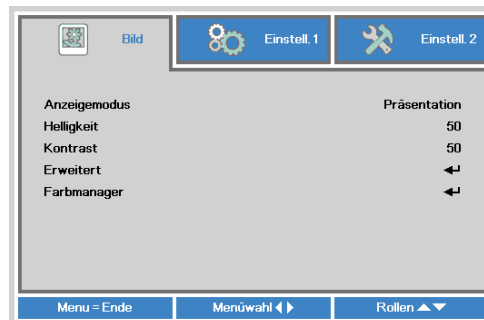 Bild Einstell. 1 Einstell. 2
Anzeigemodus Präsentation
Helligkeit 50
Kontrast 50
Erweitert
Farbmanager
Menu = Ende Menüwahl Rollen